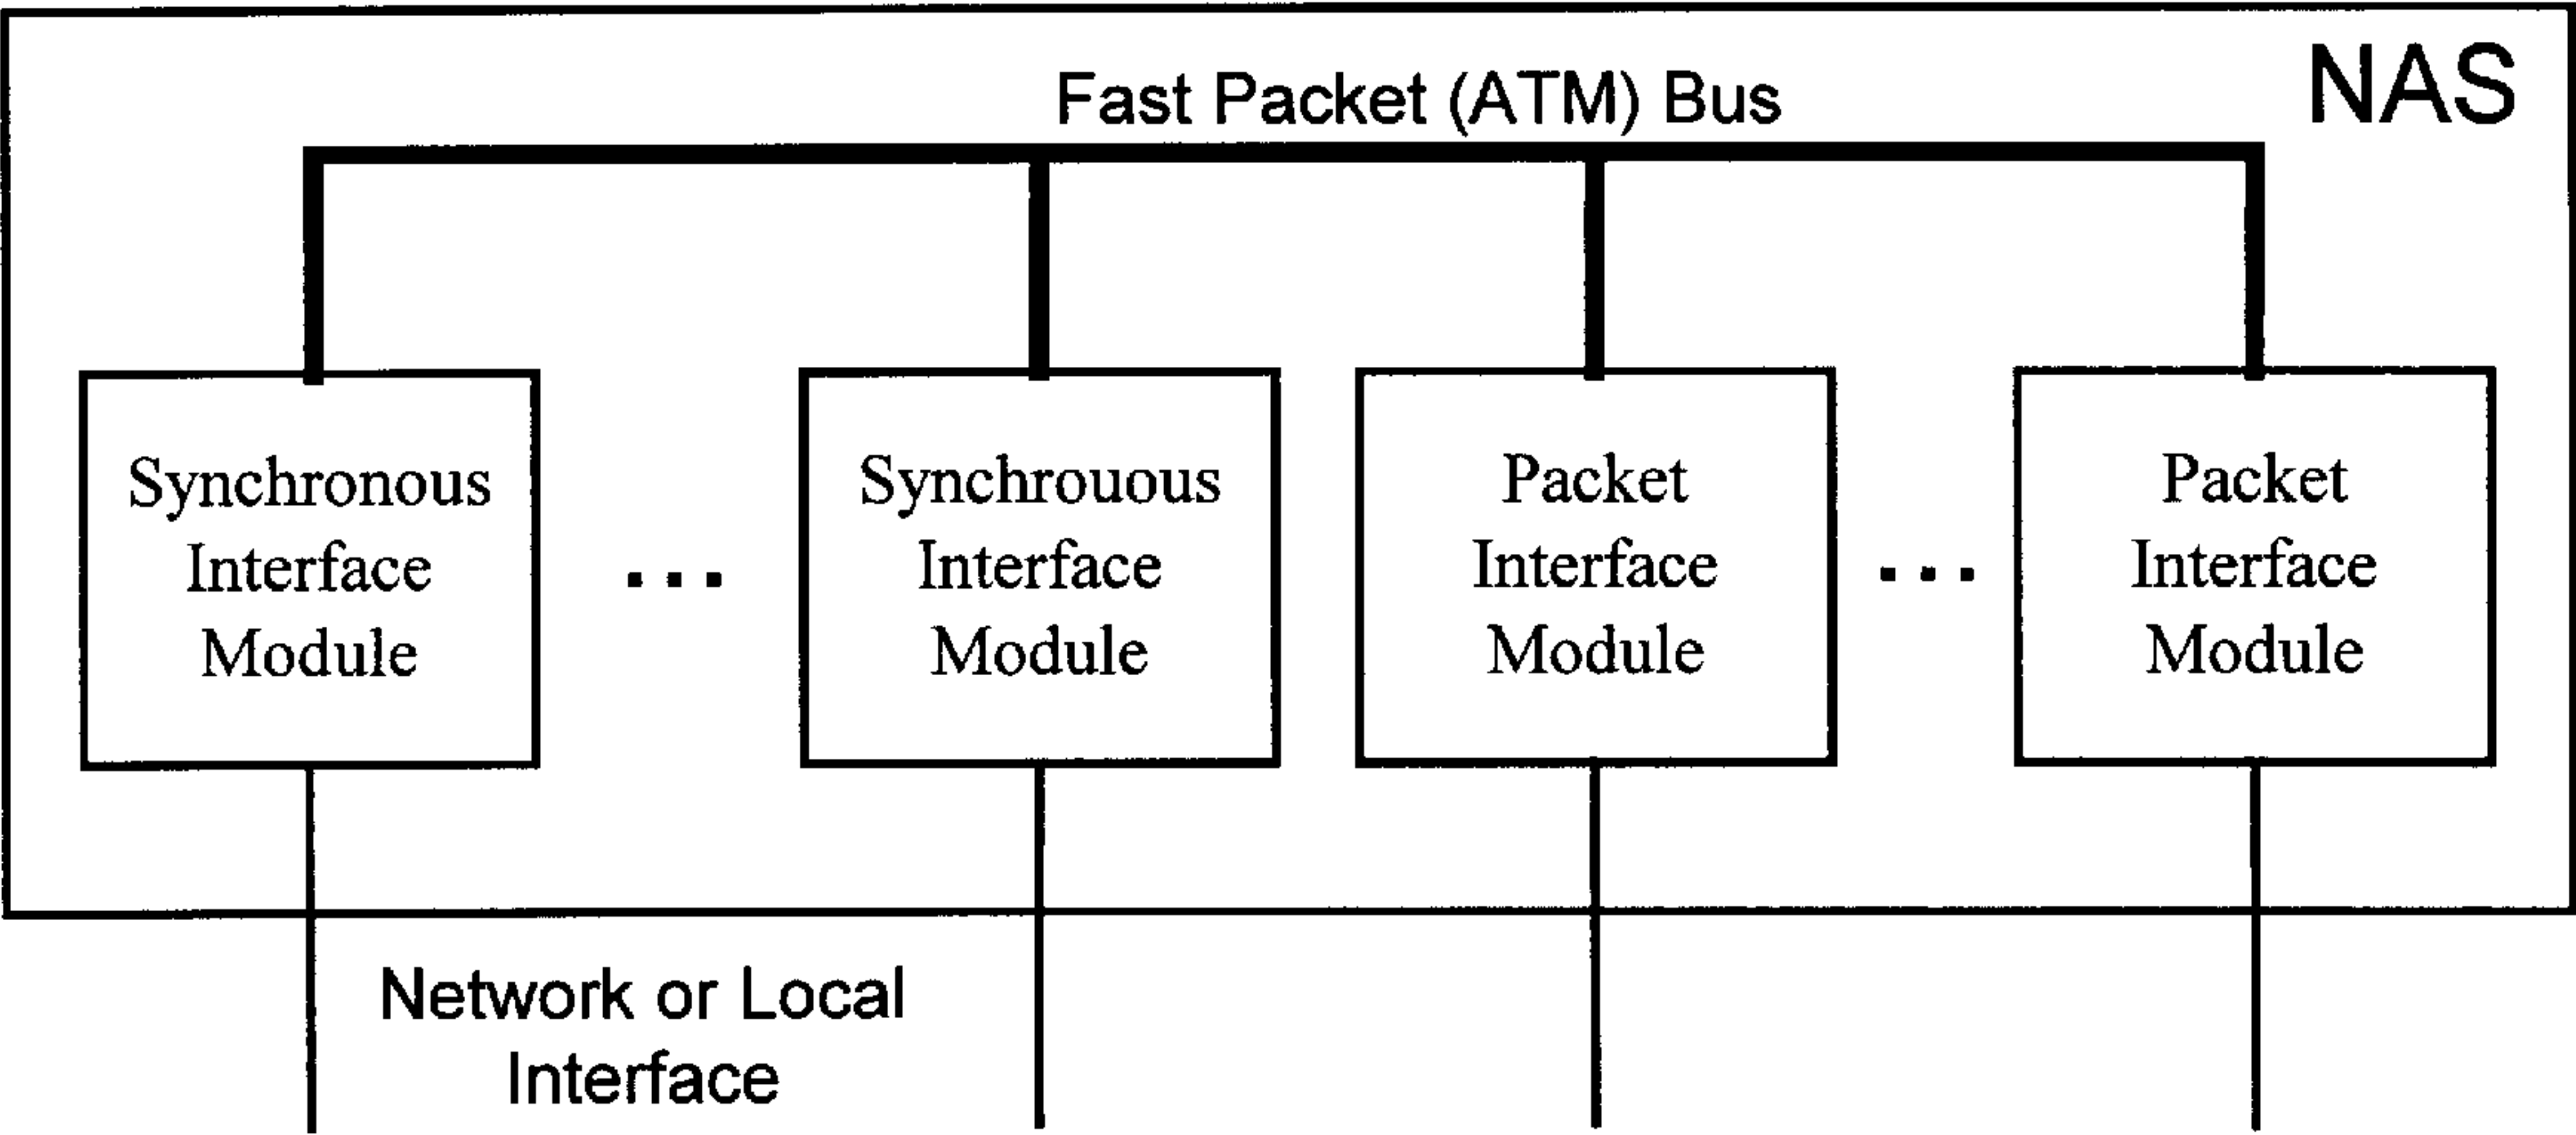 NAS
Fast Packet (ATM) Bus
Synchronous
Interface
Module
...
Synchrouous
Interface
Module
Packet
Interface
Module
...
Packet
Interface
Module
Network or Local
Interface